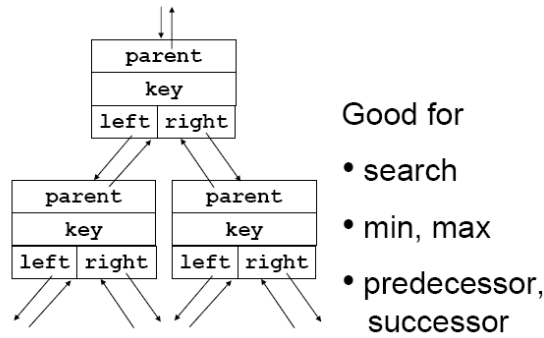 parent
key
left right
parent
key
left right
parent
key
left right
Good for
• search
• min, max
• predecessor,
successor